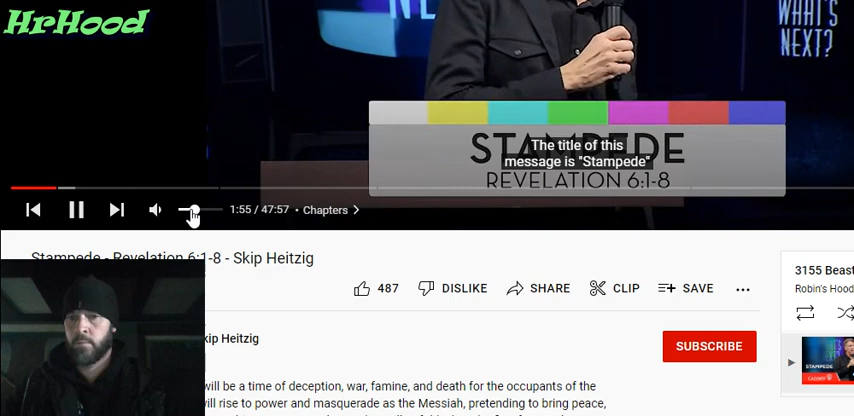 HrHood
NE
WHAT'S
NEXT?
STAMPEDE
The title of this
message is "Stampede"
REVELATION 6:1-8
1:55 / 47:57 • Chapters
Stampede - Revelation 6:1-8 - Skip Heitzig
487 DISLIKE SHARE CLIP SAVE ...
3155 Beast
Robin's Hood
kip Heitzig
SUBSCRIBE
STAMPEDE
will be a time of deception, war, famine, and death for the occupants of the
will rise to power and masquerade as the Messiah, pretending to bring peace,